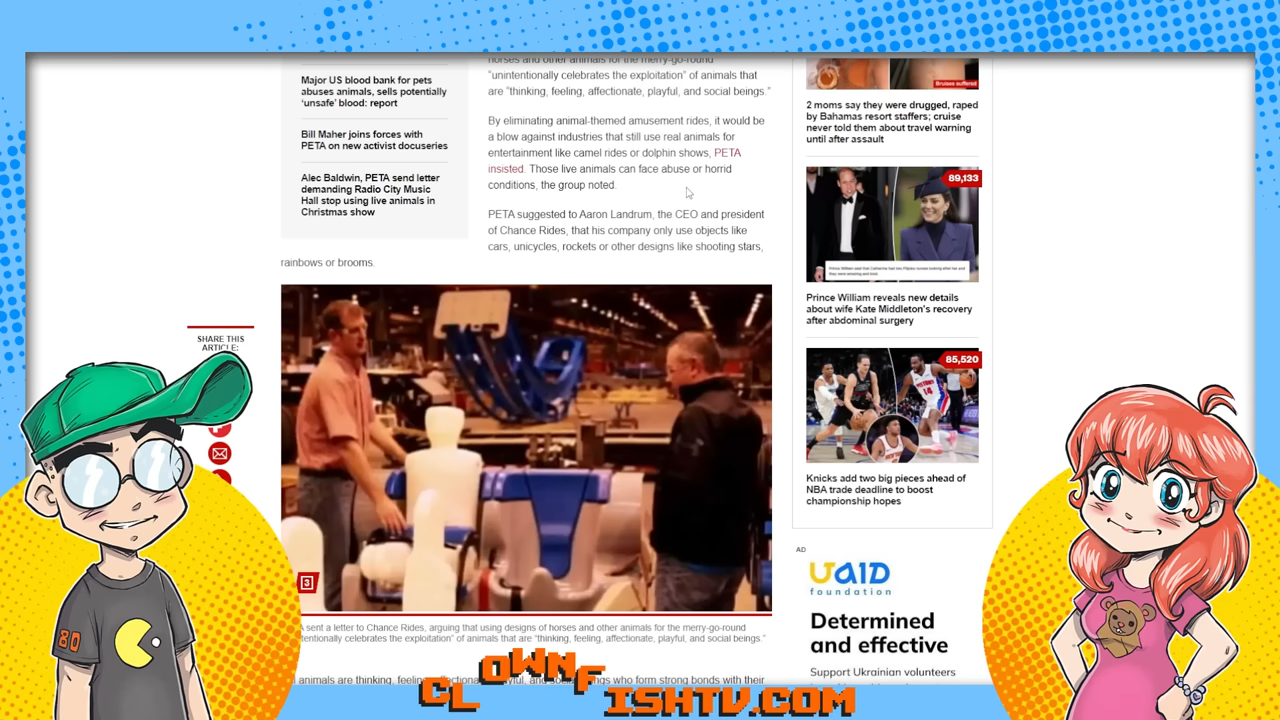 Major US blood bank for pets
abuses animals, sells potentially
‘unsafe’ blood: report
Bill Maher joins forces with
PETA on new activist docuseries
Alec Baldwin, PETA send letter
demanding Radio City Music
Hall stop using live animals in
Christmas show
horses and other animals for the merry-go-round
“unintentionally celebrates the exploitation” of animals that
are “thinking, feeling, affectionate, playful, and social beings.”
By eliminating animal-themed amusement rides, it would be
a blow against industries that still use real animals for
entertainment like camel rides or dolphin shows, PETA
insisted. Those live animals can face abuse or horrid
conditions, the group noted.
PETA suggested to Aaron Landrum, the CEO and president
of Chance Rides, that his company only use objects like
cars, unicycles, rockets or other designs like shooting stars,
rainbows or brooms.
SHARE THIS
ARTICLE:
3
sent a letter to Chance Rides, arguing that using designs of horses and other animals for the merry-go-round
tentionally celebrates the exploitation” of animals that are “thinking, feeling, affectionate, playful, and social beings.”
animals are thinking, feeling
who form strong bonds with their
Bruises suffered
2 moms say they were drugged, raped
by Bahamas resort staffers; cruise
never told them about travel warning
until after assault
89,133
Prince William reveals new details
about wife Kate Middleton's recovery
after abdominal surgery
85,520
14
Knicks add two big pieces ahead of
NBA trade deadline to boost
championship hopes
AD
UAID
foundation
Determined
and effective
Support Ukrainian volunteers
80
CLOWNFISHTV.COM